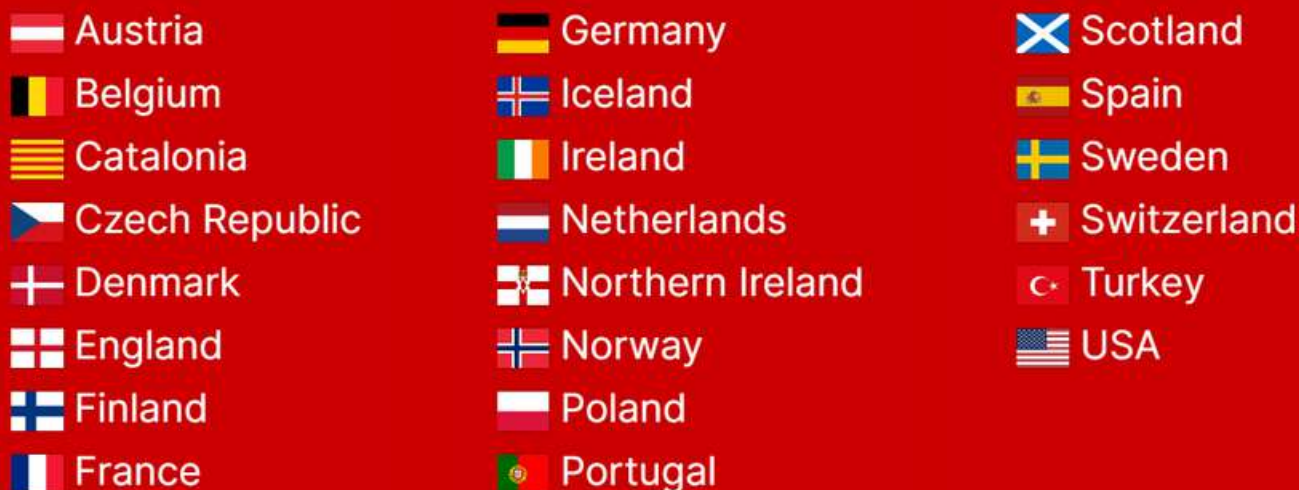 Austria
Belgium
Catalonia
Czech Republic
Denmark
England
Finland
France
Germany
Iceland
Ireland
Netherlands
Northern Ireland
Norway
Poland
Portugal
Scotland
Spain
Sweden
Switzerland
Turkey
USA